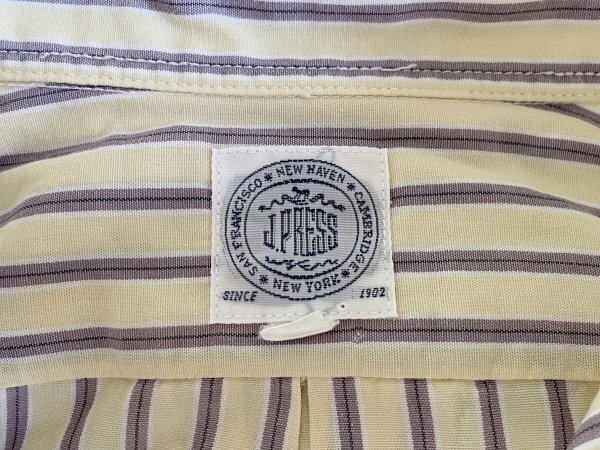 NEW HAVEN * CAMBRIDGE * NEW YORK * SAN FRANCISCO *
J.PRESS
SINCE 1902